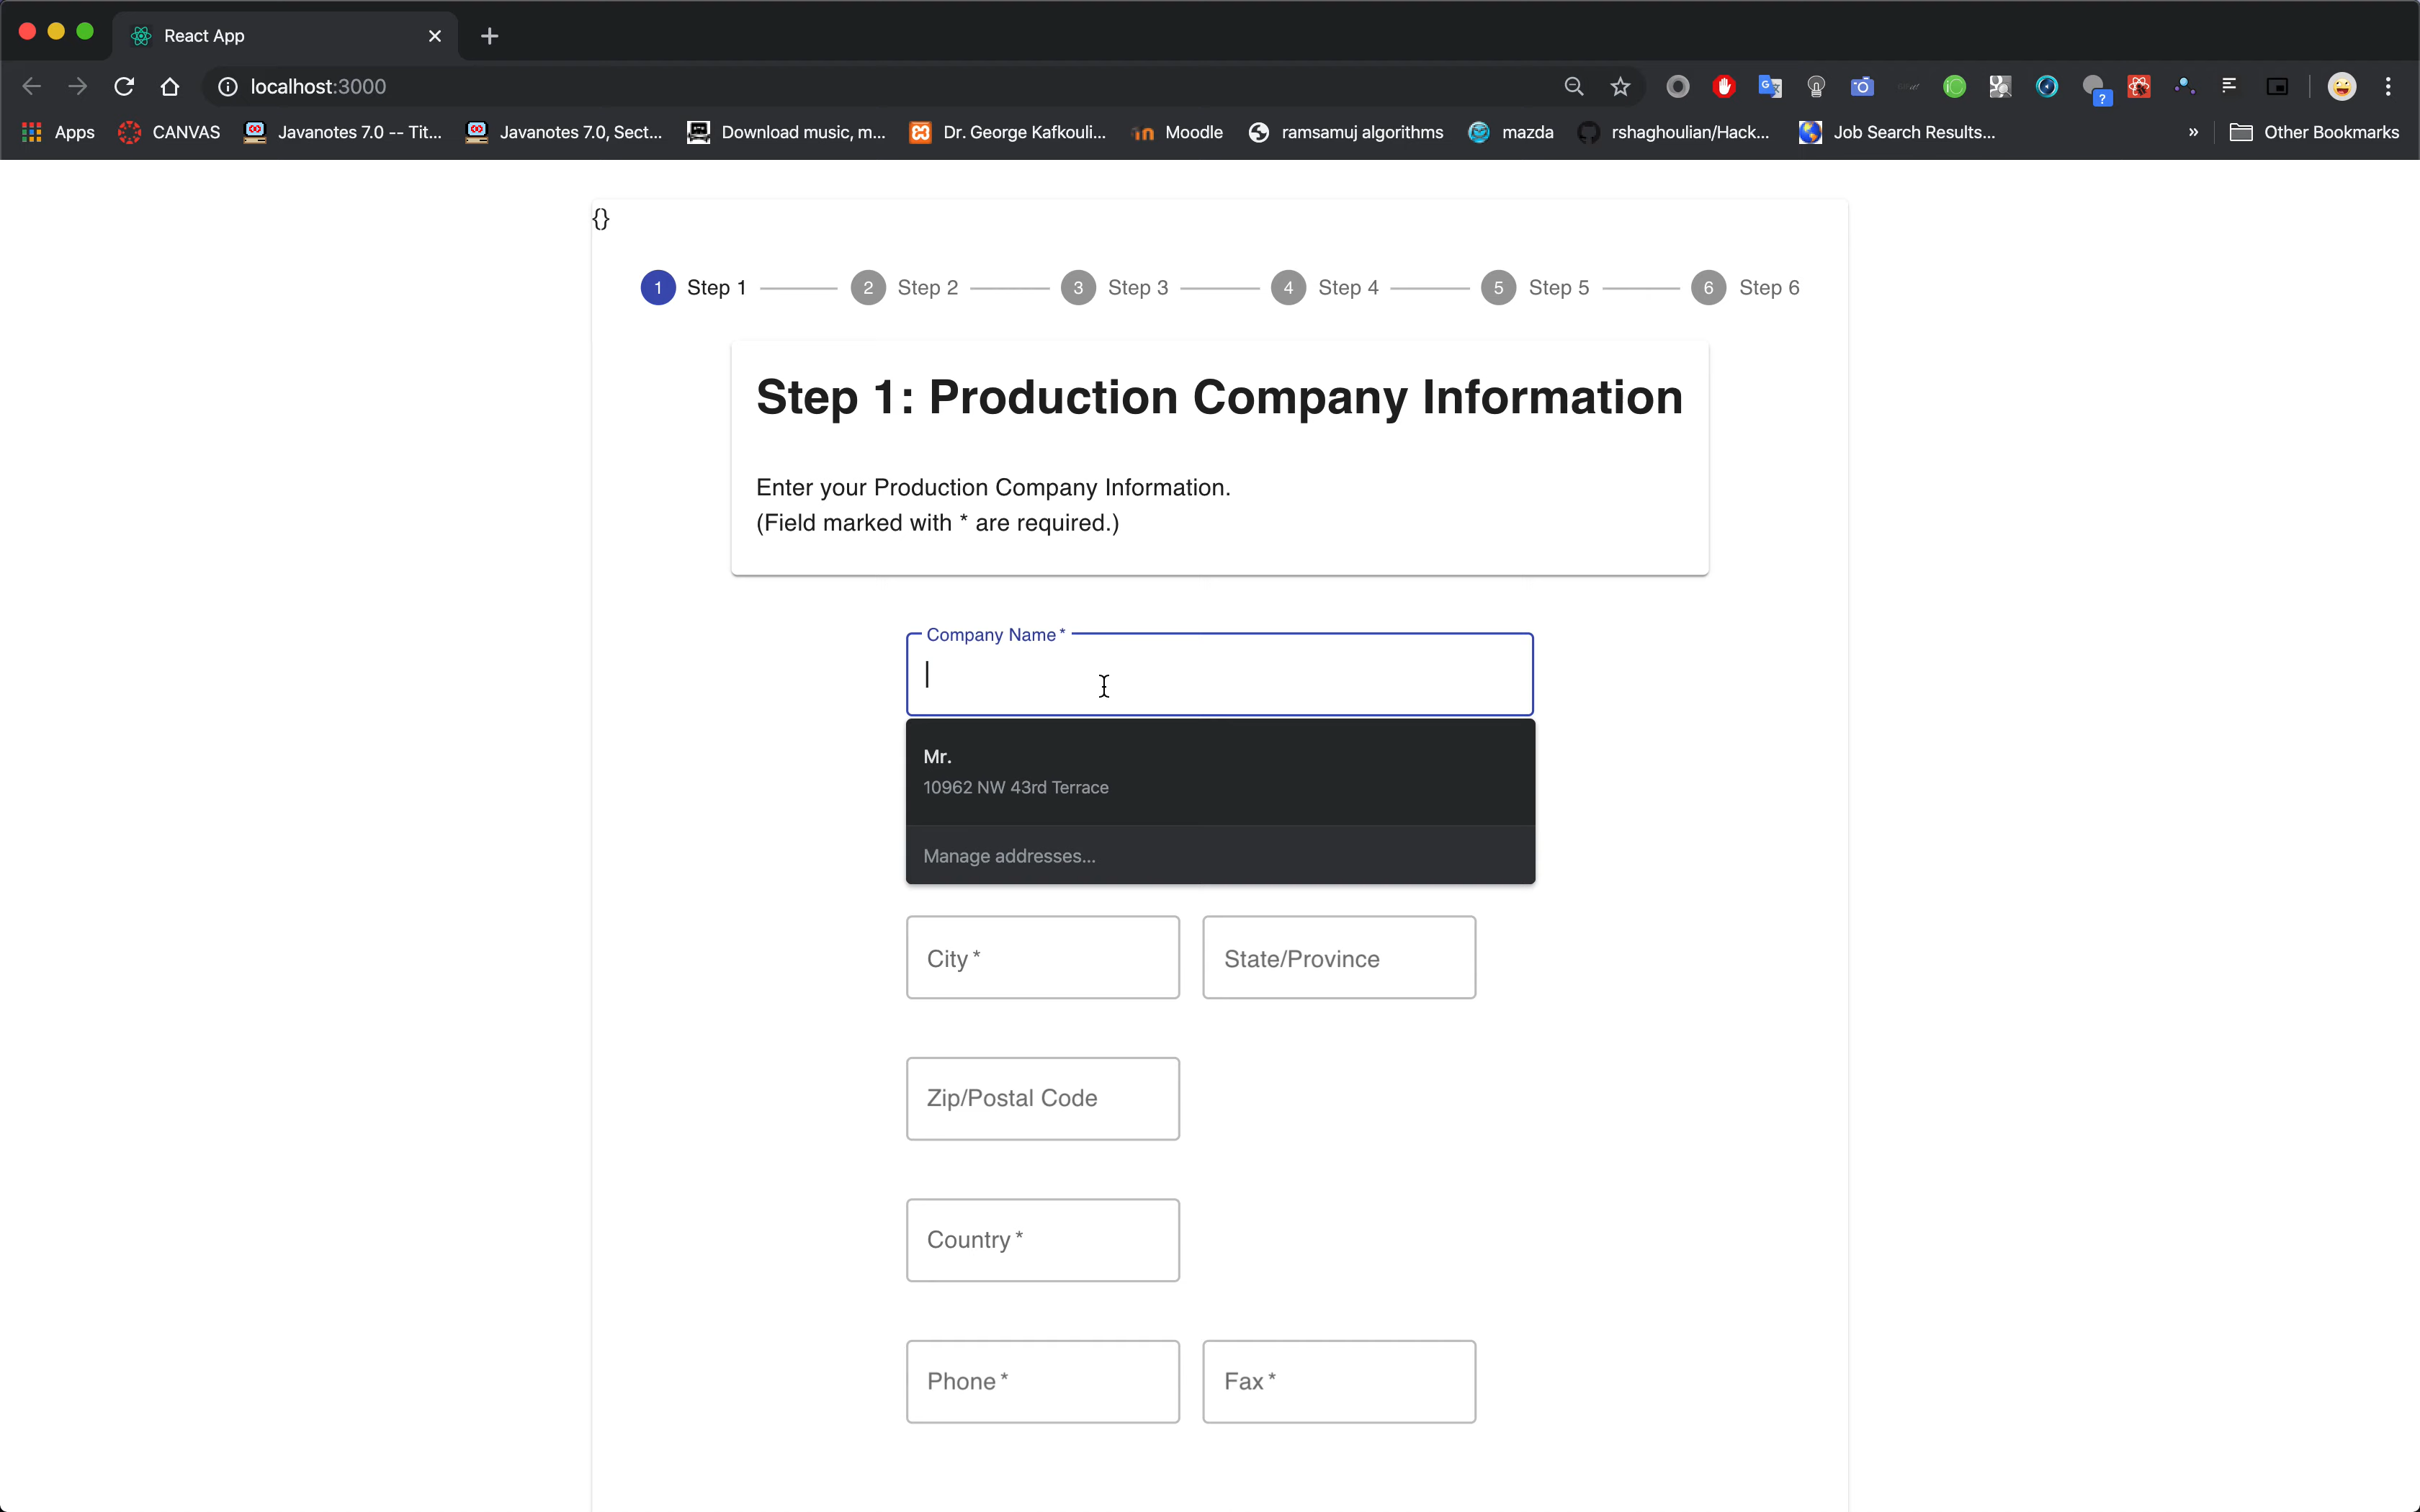 React App
localhost:3000
Apps CANVAS Javanotes 7.0 -- Tit... Javanotes 7.0, Sect... Download music, m... Dr. George Kafkouli... Moodle ramsamuj algorithms mazda rshaghoulian/Hack... Job Search Results... » Other Bookmarks
{}
1 Step 1 2 Step 2 3 Step 3 4 Step 4 5 Step 5 6 Step 6
Step 1: Production Company Information
Enter your Production Company Information.
(Field marked with * are required.)
Company Name *
Mr.
10962 NW 43rd Terrace
Manage addresses...
City * State/Province
Zip/Postal Code
Country *
Phone * Fax *